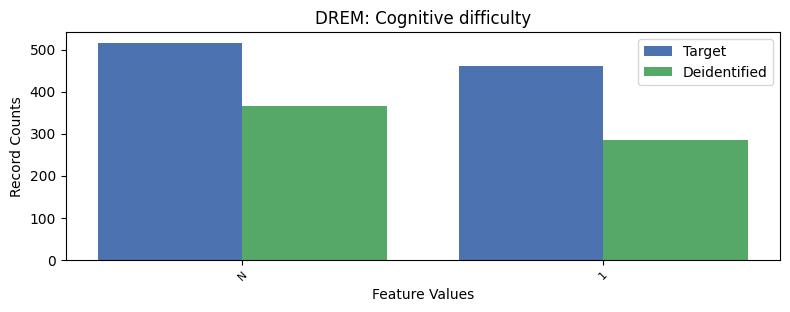 DREM: Cognitive difficulty
Target
Deidentified
Record Counts
500
400
300
200
100
0
N
1
Feature Values